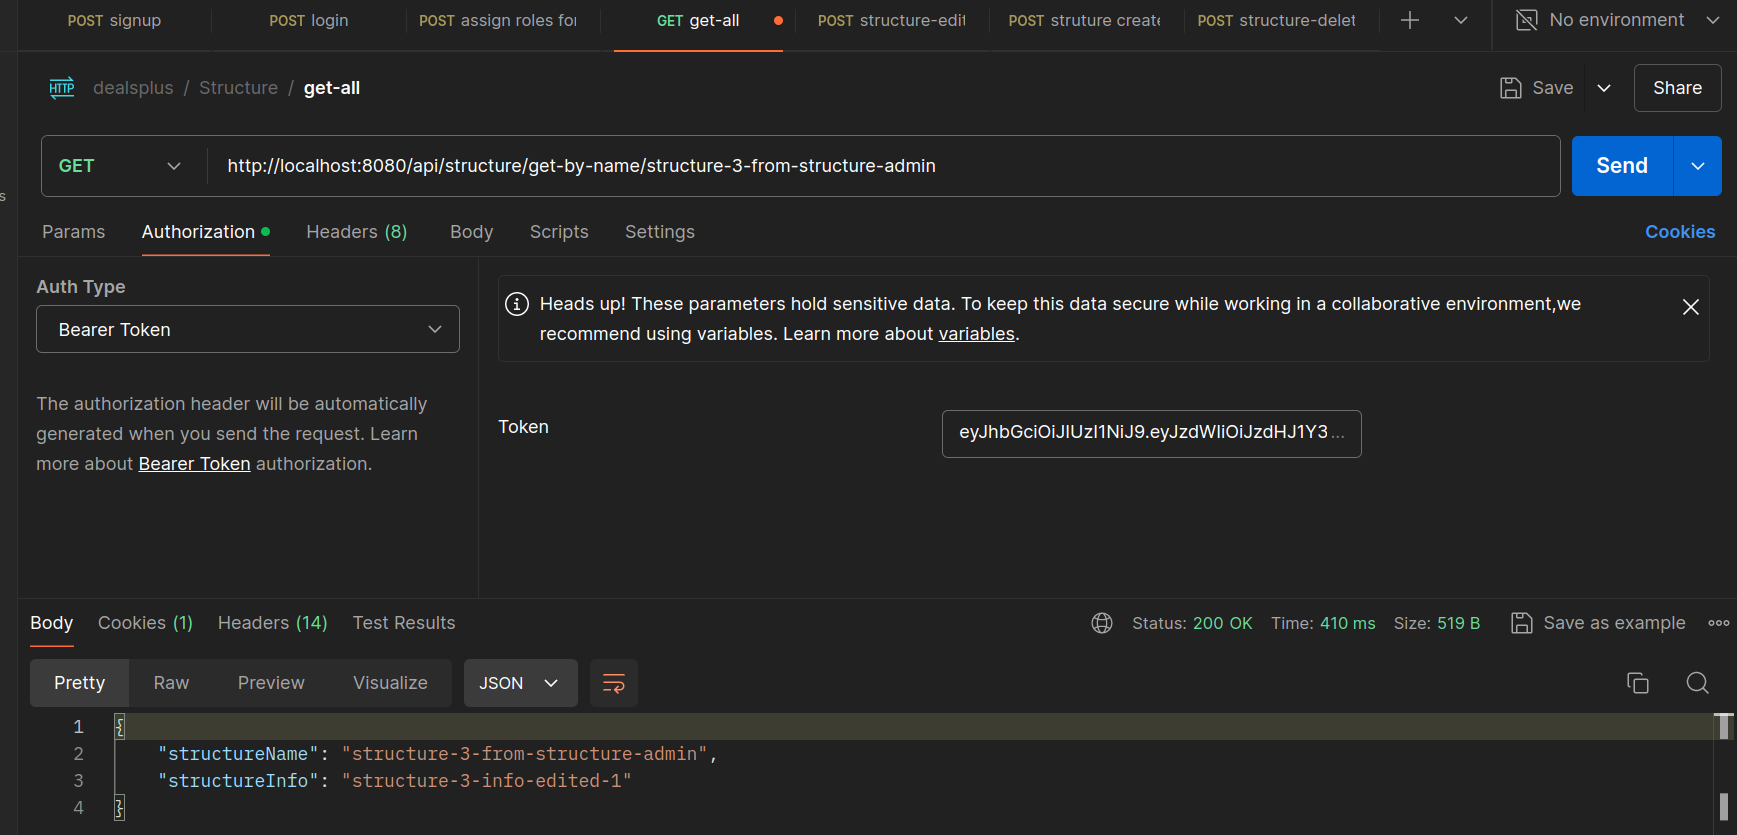 POST signup
POST login
POST assign roles for
GET get-all
POST structure-edit
POST struture create
POST structure-delet
No environment
HTTP dealsplus / Structure / get-all
Save
Share
GET
http://localhost:8080/api/structure/get-by-name/structure-3-from-structure-admin
Send
s
Params
Authorization
Headers (8)
Body
Scripts
Settings
Cookies
Auth Type
Bearer Token
The authorization header will be automatically
generated when you send the request. Learn
more about Bearer Token authorization.
Heads up! These parameters hold sensitive data. To keep this data secure while working in a collaborative environment,we
recommend using variables. Learn more about variables.
Token
eyJhbGciOiJIUzI1NiJ9.eyJzdWIiOiJzdHJ1Y3...
Body
Cookies (1)
Headers (14)
Test Results
Status: 200 OK
Time: 410 ms
Size: 519 B
Save as example
Pretty
Raw
Preview
Visualize
JSON
1 {
2 "structureName": "structure-3-from-structure-admin",
3 "structureInfo": "structure-3-info-edited-1"
4 }